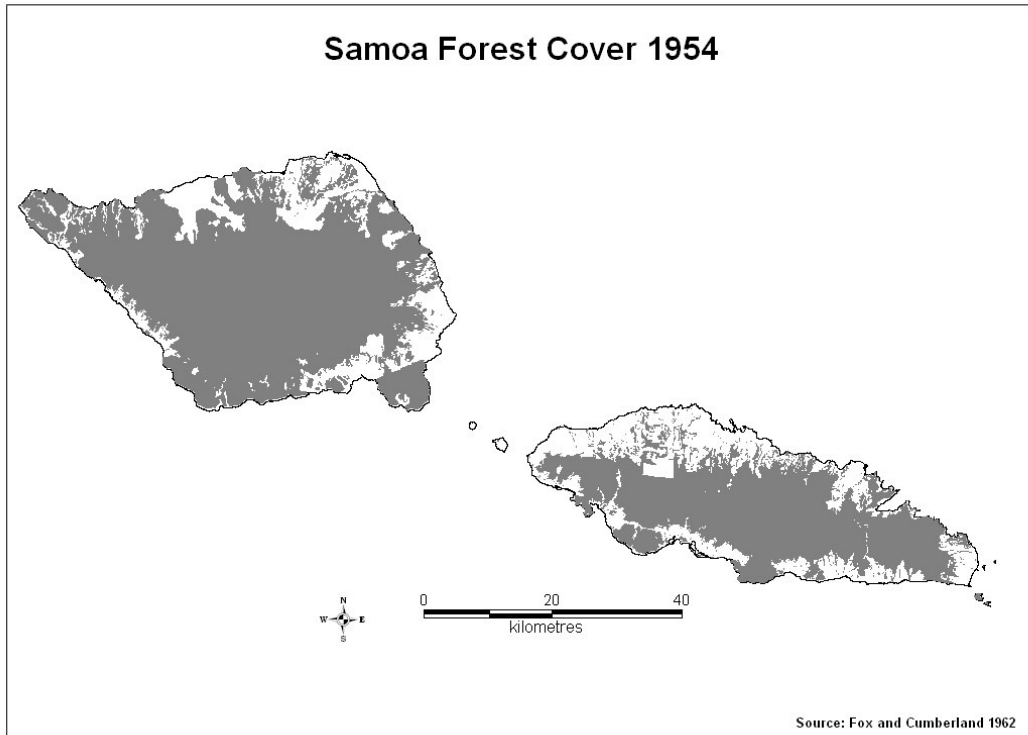 Samoa Forest Cover 1954
N
W E
S
0 20 40
kilometres
Source: Fox and Cumberland 1962